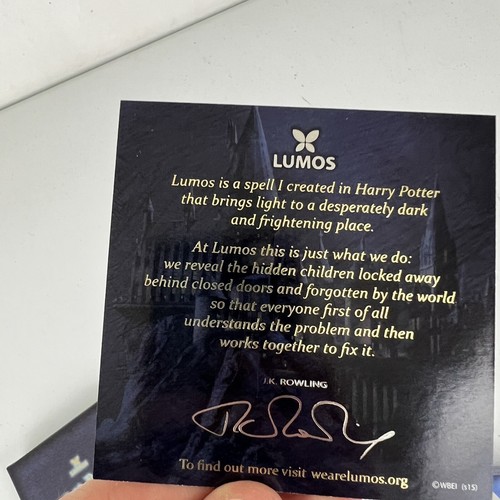 LUMOS
Lumos is a spell I created in Harry Potter
that brings light to a desperately dark
and frightening place.
At Lumos this is just what we do:
we reveal the hidden children locked away
behind closed doors and forgotten by the world
so that everyone first of all
understands the problem and then
works together to fix it.
J.K. ROWLING
To find out more visit wearelumos.org
©WBEI (s15)